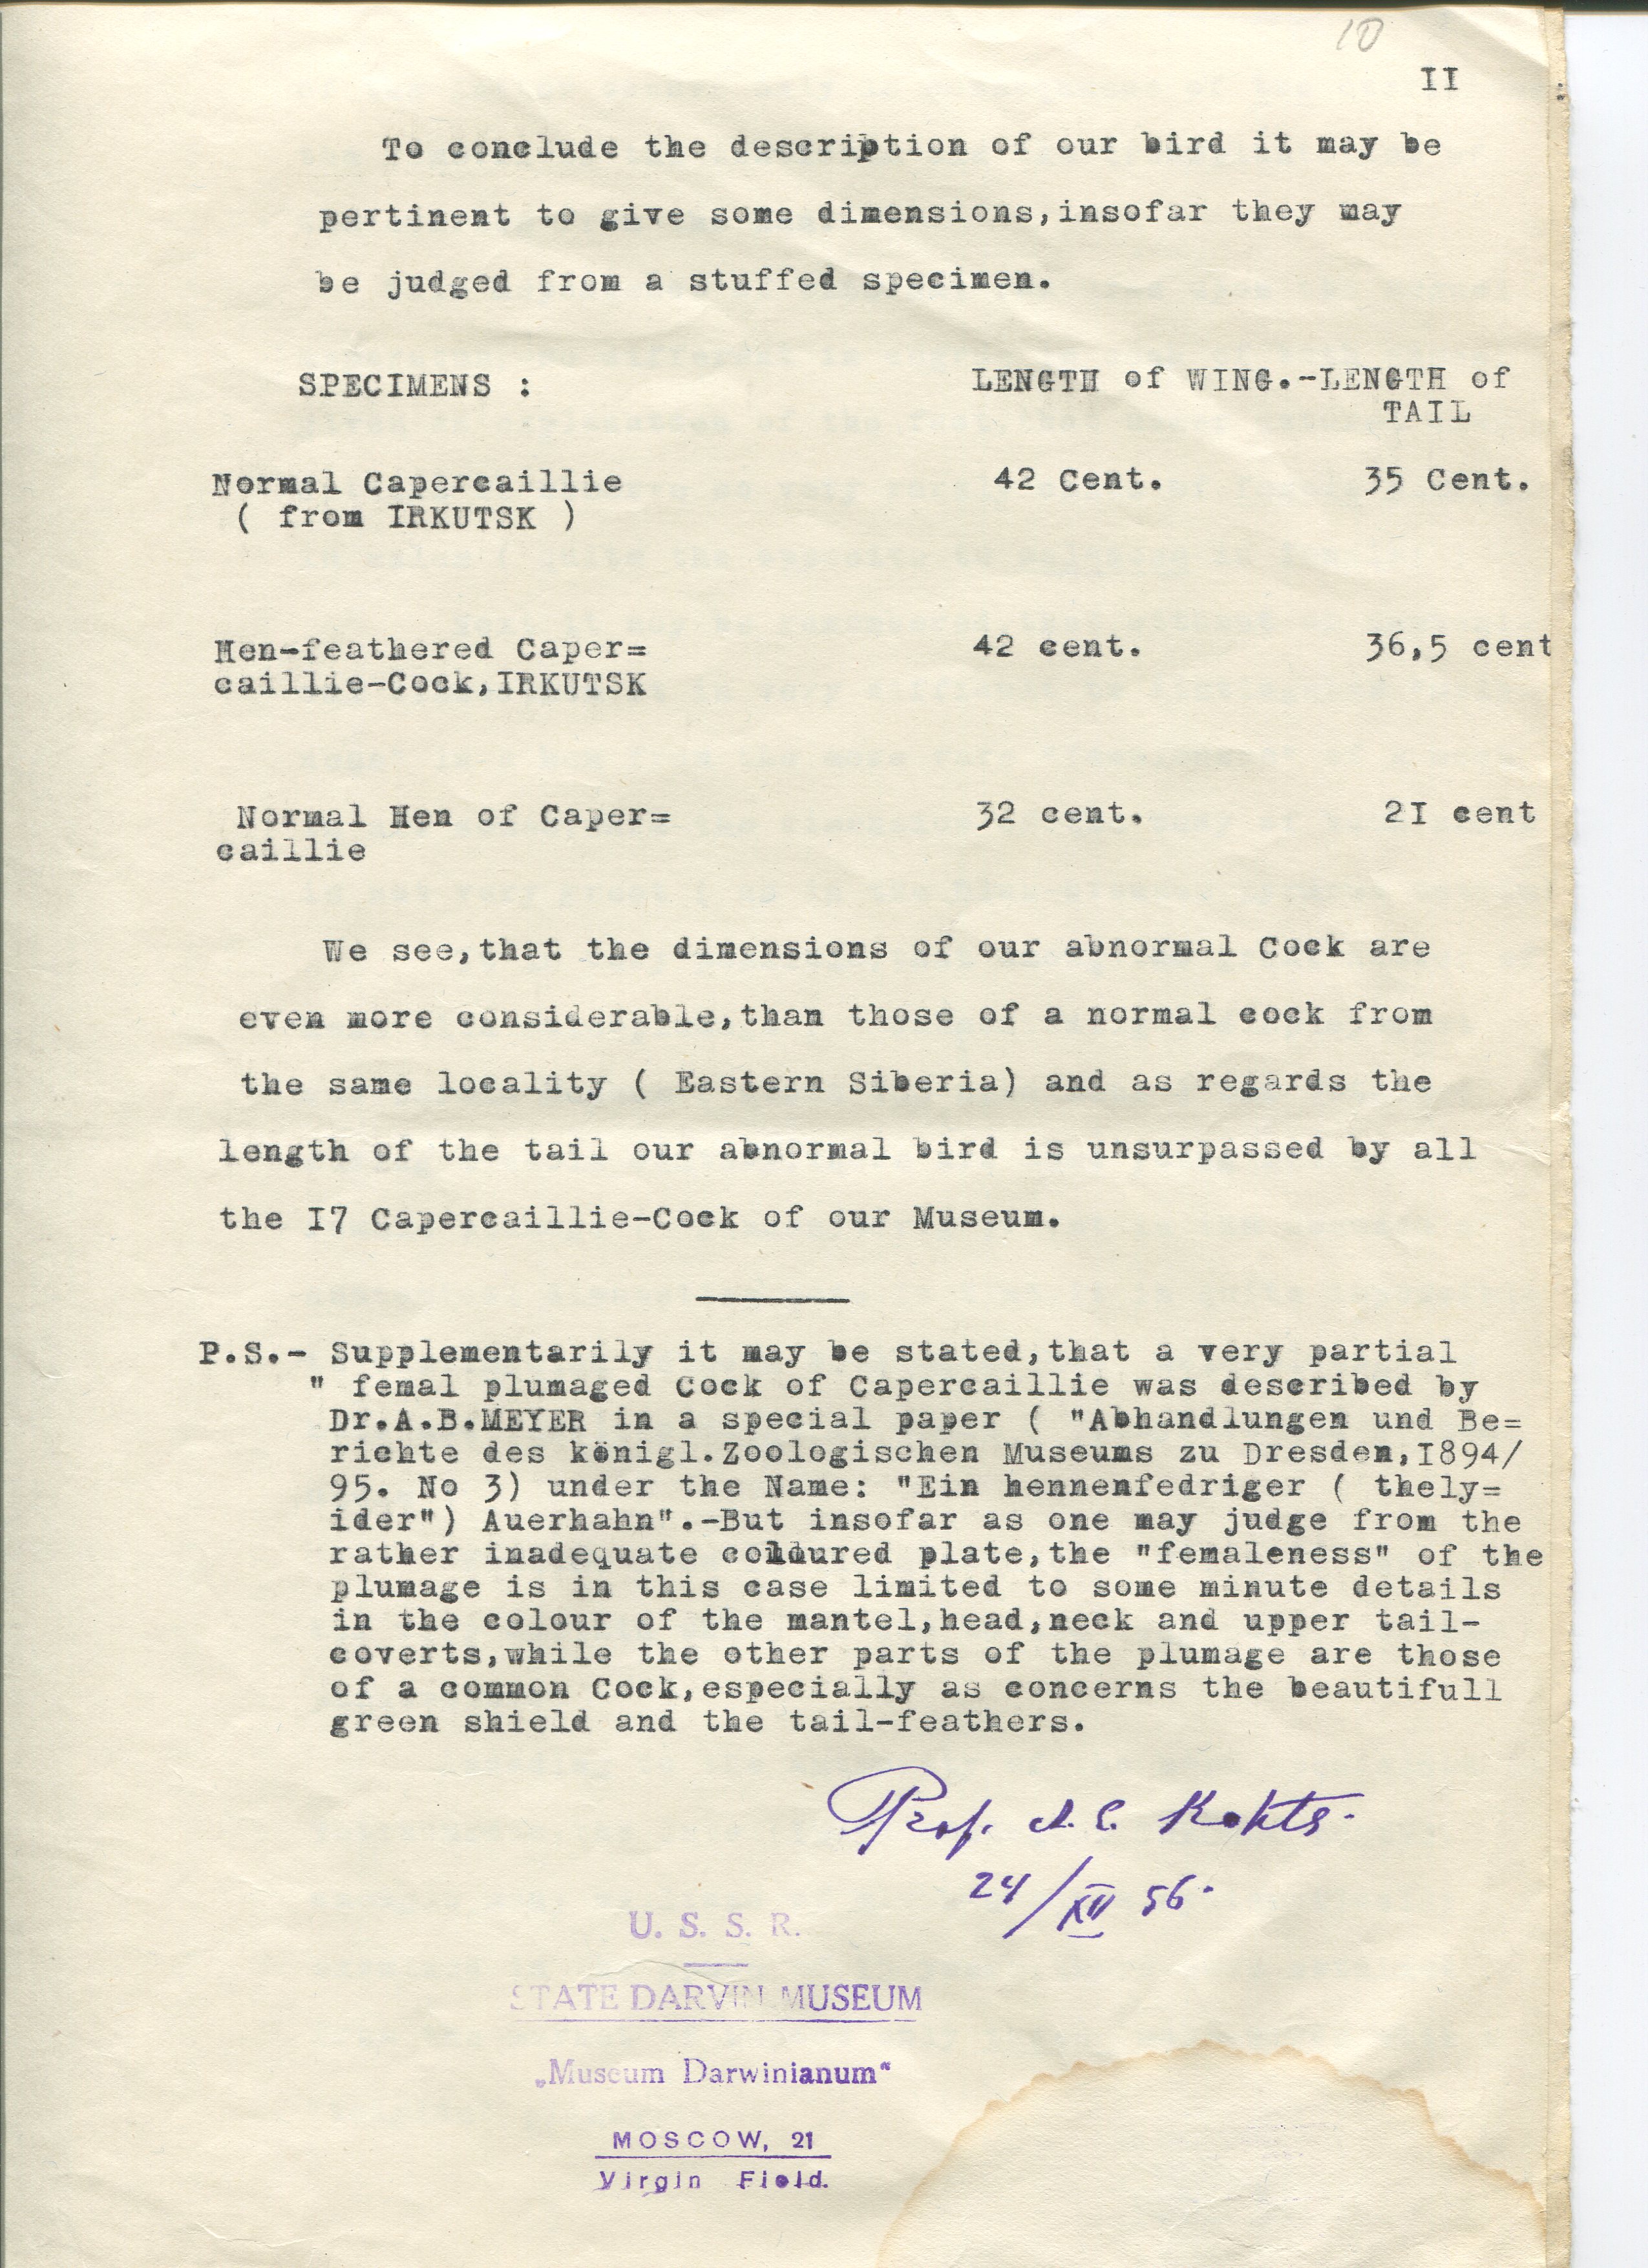 10
II
To conclude the description of our bird it may be
pertinent to give some dimensions,insofar they may
be judged from a stuffed specimen.
SPECIMENS : LENGTH of WING.-LENGTH of
TAIL
Normal Capercaillie 42 Cent. 35 Cent.
( from IRKUTSK )
Hen-feathered Caper= 42 cent. 36,5 cent
caillie-Cock,IRKUTSK
Normal Hen of Caper= 32 cent. 2I cent
caillie
We see,that the dimensions of our abnormal Cock are
even more considerable,than those of a normal cock from
the same locality ( Eastern Siberia) and as regards the
length of the tail our abnormal bird is unsurpassed by all
the I7 Capercaillie-Cock of our Museum.
P.S.- Supplementarily it may be stated,that a very partial
" femal plumaged Cock of Capercaillie was described by
Dr.A.B.MEYER in a special paper ( "Abhandlungen und Be=
richte des königl.Zoologischen Museums zu Dresden,I894/
95. No 3) under the Name: "Ein hennenfedriger ( thely=
ider") Auerhahn".-But insofar as one may judge from the
rather inadequate coloured plate,the "femaleness" of the
plumage is in this case limited to some minute details
in the colour of the mantel,head,neck and upper tail-
coverts,while the other parts of the plumage are those
of a common Cock,especially as concerns the beautifull
green shield and the tail-feathers.
Prof. A. E. Kohts.
24/XII 56.
U. S. S. R.
STATE DARVIN MUSEUM
„Museum Darwinianum“
MOSCOW, 21
Virgin Field.